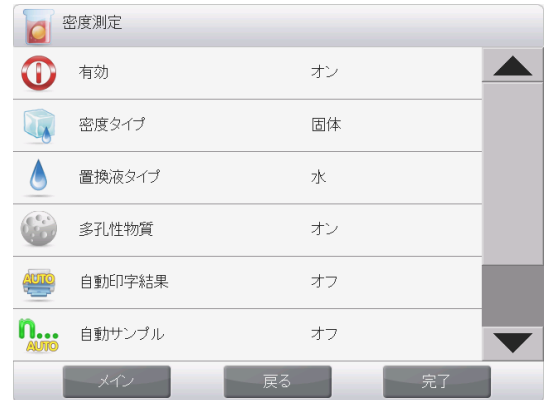 密度測定
有効 オン
密度タイプ 固体
置換液タイプ 水
多孔性物質 オン
AUTO 自動印字結果 オフ
n... AUTO 自動サンプル オフ
メイン 戻る 完了